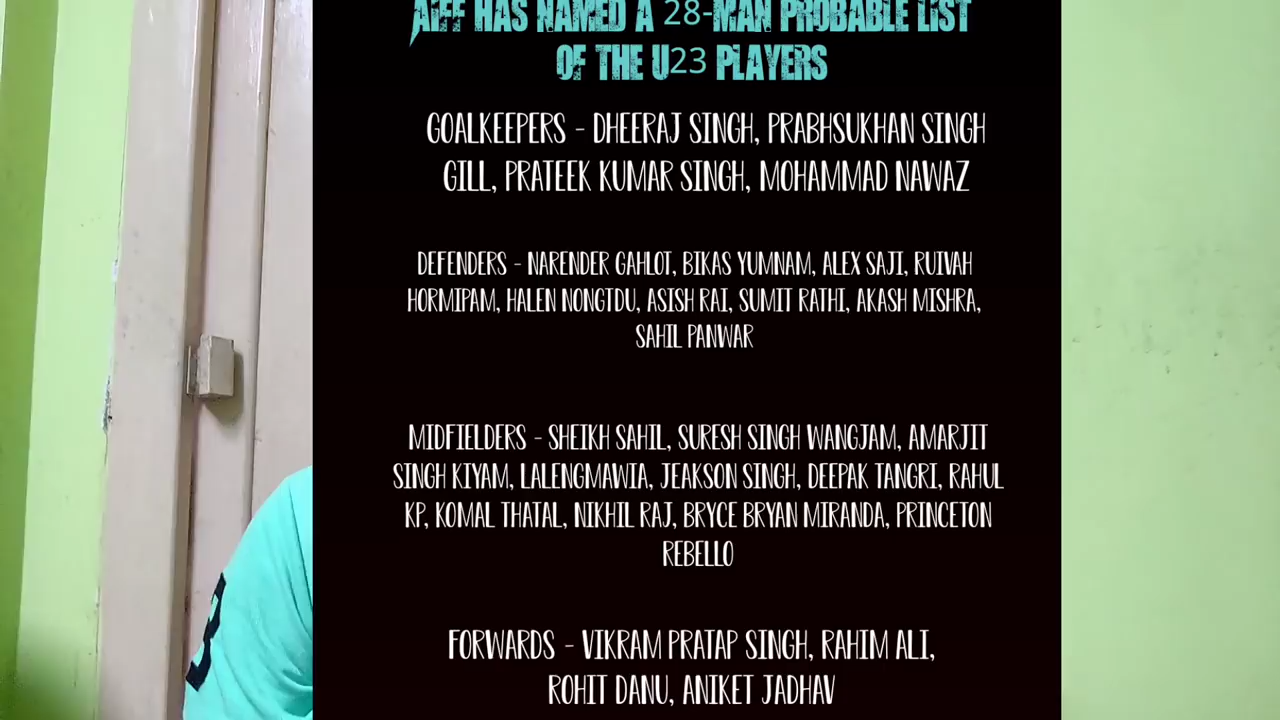 AIFF HAS NAMED A 28-MAN PROBABLE LIST
OF THE U23 PLAYERS
GOALKEEPERS - DHEERAJ SINGH, PRABHSUKHAN SINGH
GILL, PRATEEK KUMAR SINGH, MOHAMMAD NAWAZ
DEFENDERS - NARENDER GAHLOT, BIKAS YUMNAM, ALEX SAJI, RUIVAH
HORMIPAM, HALEN NONGTDU, ASISH RAI, SUMIT RATHI, AKASH MISHRA,
SAHIL PANWAR
MIDFIELDERS - SHEIKH SAHIL, SURESH SINGH WANGJAM, AMARJIT
SINGH KIYAM, LALENGMAWIA, JEAKSON SINGH, DEEPAK TANGRI, RAHUL
KP, KOMAL THATAL, NIKHIL RAJ, BRYCE BRYAN MIRANDA, PRINCETON
REBELLO
FORWARDS - VIKRAM PRATAP SINGH, RAHIM ALI,
ROHIT DANU, ANIKET JADHAV